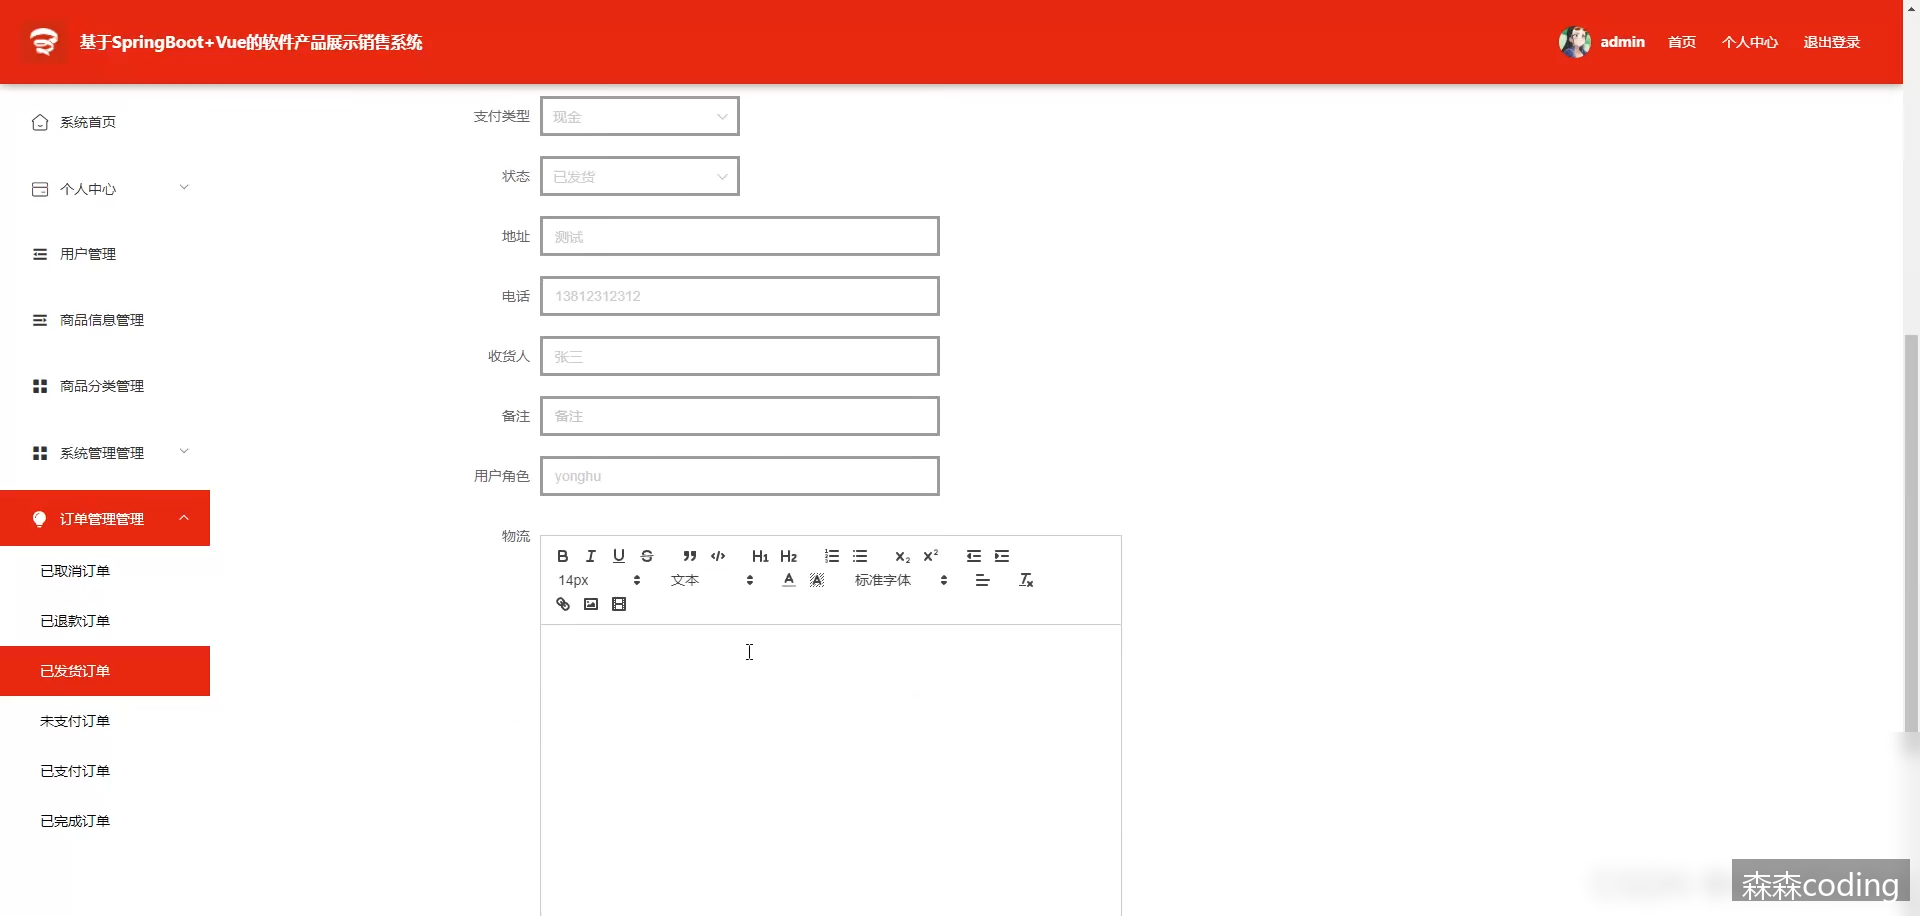 基于SpringBoot+Vue的软件产品展示销售系统
admin
首页
个人中心
退出登录
系统首页
个人中心
用户管理
商品信息管理
商品分类管理
系统管理管理
订单管理管理
已取消订单
已退款订单
已发货订单
未支付订单
已支付订单
已完成订单
支付类型 现金
状态 已发货
地址 测试
电话 13812312312
收货人 张三
备注 备注
用户角色 yonghu
物流
14px 文本 标准字体
森森coding